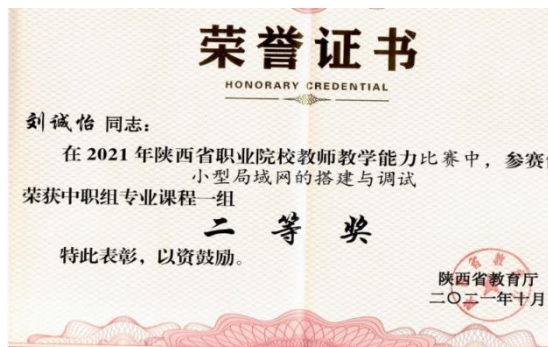 荣誉证书
HONORARY CREDENTIAL
刘诚怡 同志：
在 2021 年陕西省职业院校教师教学能力比赛中，参赛
小型局域网的搭建与调试
荣获中职组专业课程一组
二 等 奖
特此表彰，以资鼓励。
陕西省教育厅
二〇二一年十月